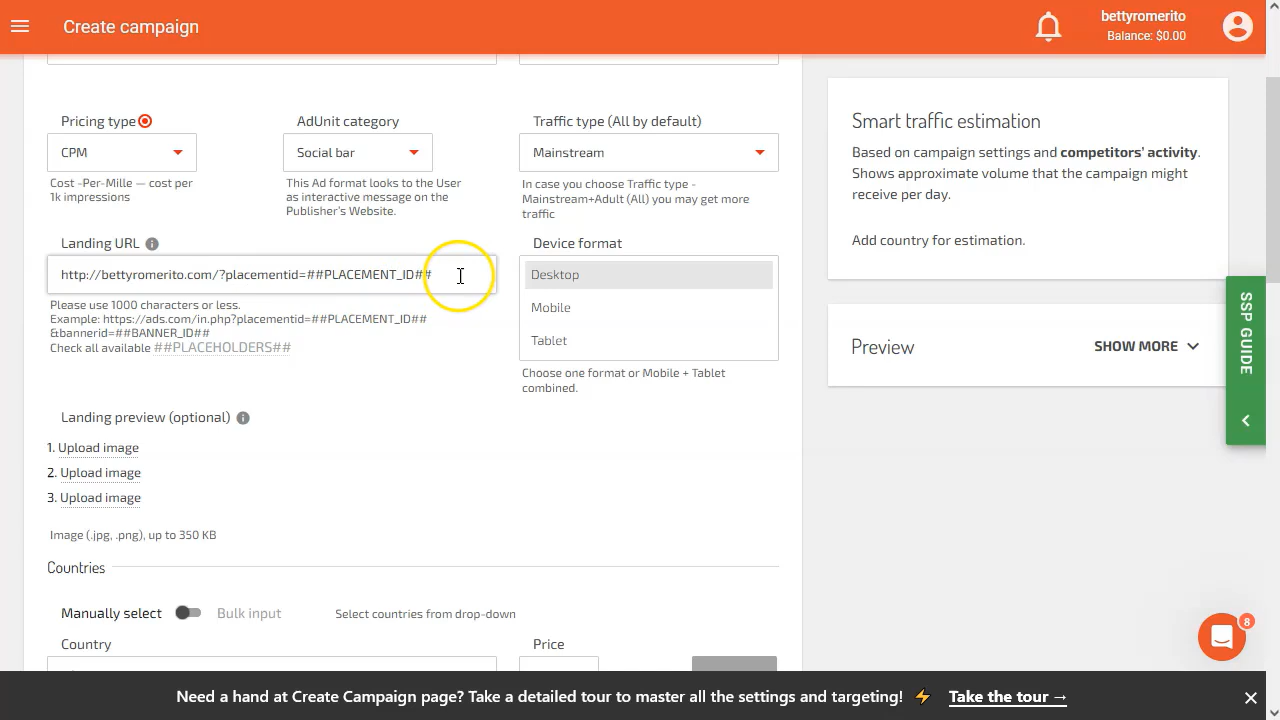 Create campaign
bettyromerito
Balance: $0.00
Pricing type
CPM
Cost -Per-Mille — cost per
1k impressions
AdUnit category
Social bar
This Ad format looks to the User
as interactive message on the
Publisher's Website.
Traffic type (All by default)
Mainstream
In case you choose Traffic type -
Mainstream+Adult (All) you may get more
traffic
Landing URL
http://bettyromerito.com/?placementid=##PLACEMENT_ID##
Please use 1000 characters or less.
Example: https://ads.com/in.php?placementid=##PLACEMENT_ID##
&bannerid=##BANNER_ID##
Check all available ##PLACEHOLDERS##
Device format
Desktop
Mobile
Tablet
Choose one format or Mobile + Tablet
combined.
Landing preview (optional)
1. Upload image
2. Upload image
3. Upload image
Image (.jpg, .png), up to 350 KB
Countries
Manually select
Bulk input
Select countries from drop-down
Country
Price
Smart traffic estimation
Based on campaign settings and competitors' activity.
Shows approximate volume that the campaign might
receive per day.
Add country for estimation.
Preview
SHOW MORE
SSP GUIDE
8
Need a hand at Create Campaign page? Take a detailed tour to master all the settings and targeting! ⚡ Take the tour →